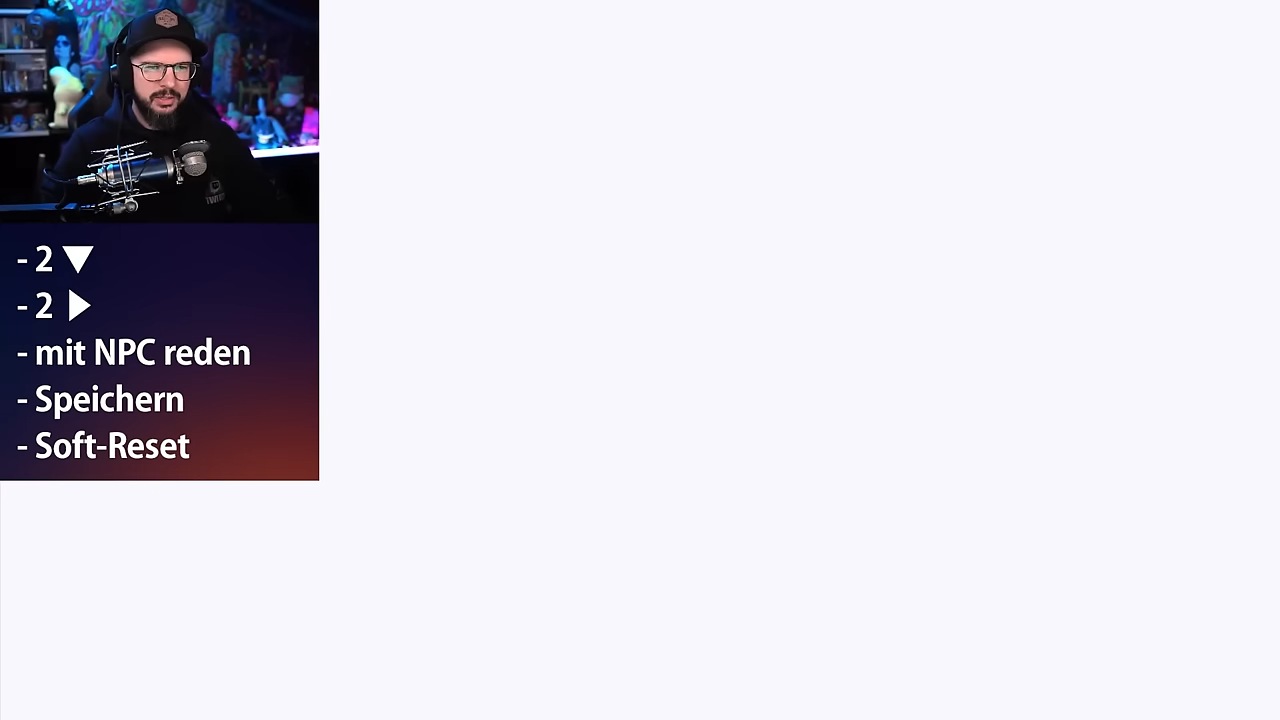 - 2 ▼
- 2 ▶
- mit NPC reden
- Speichern
- Soft-Reset